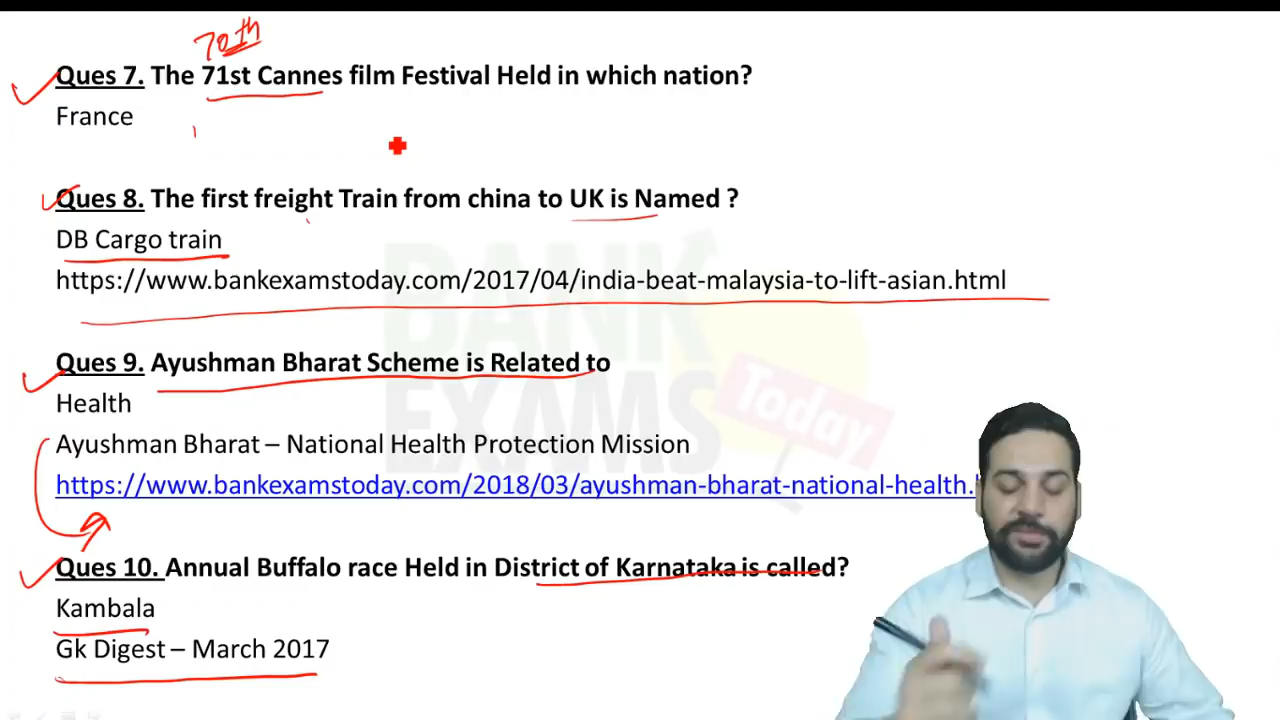 70th
Ques 7. The 71st Cannes film Festival Held in which nation?
France
Ques 8. The first freight Train from china to UK is Named ?
DB Cargo train
https://www.bankexamstoday.com/2017/04/india-beat-malaysia-to-lift-asian.html
Ques 9. Ayushman Bharat Scheme is Related to
Health
Ayushman Bharat – National Health Protection Mission
https://www.bankexamstoday.com/2018/03/ayushman-bharat-national-health.
Ques 10. Annual Buffalo race Held in District of Karnataka is called?
Kambala
Gk Digest – March 2017
BANK
EXAMS
Today